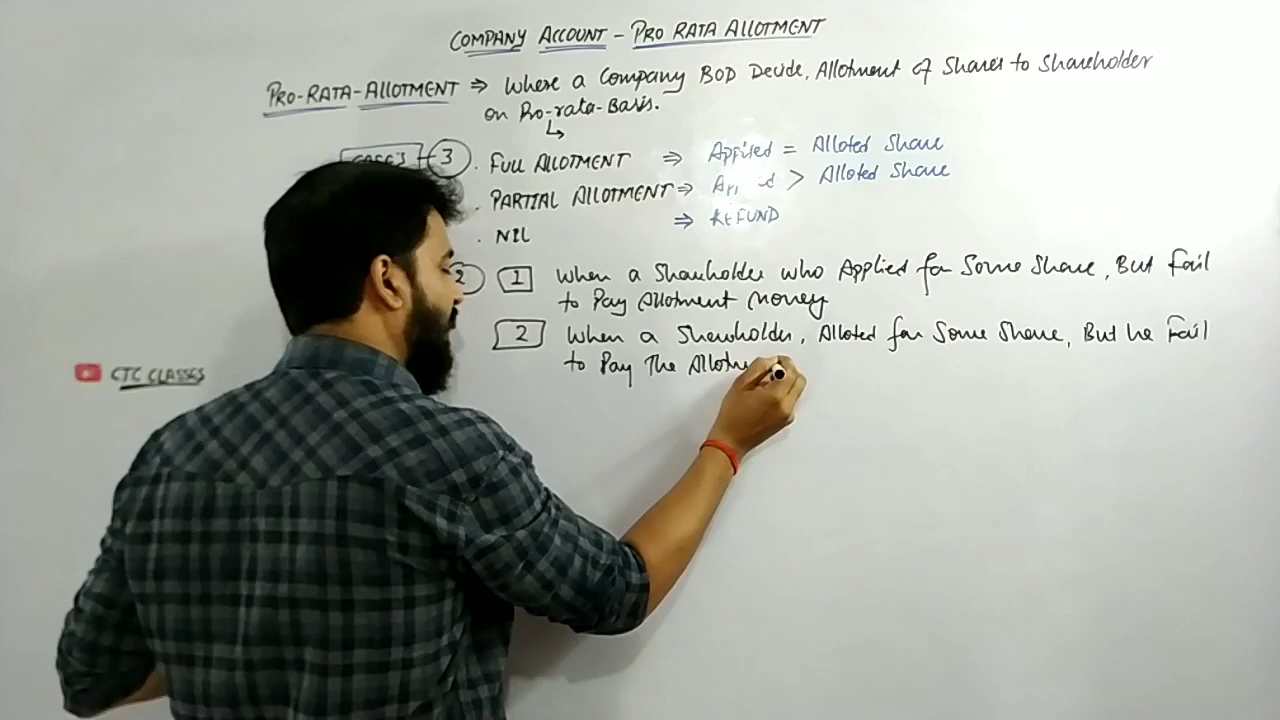 COMPANY ACCOUNT - PRO RATA ALLOTMENT
PRO-RATA-ALLOTMENT ⇒ Where a Company BOD Decide, Allotment of Shares to Shareholder
on Pro-rata-Basis.
3 . FULL ALLOTMENT ⇒ Applied = Alloted Share
. PARTIAL ALLOTMENT ⇒ > Alloted Share
. NIL ⇒ REFUND
2 1 When a Shareholder who Applied for Some Share, But Fail
to Pay Allotment Money
2 When a Shareholder, Alloted for Some Share, But he Fail
to Pay The
CTC CLASSES